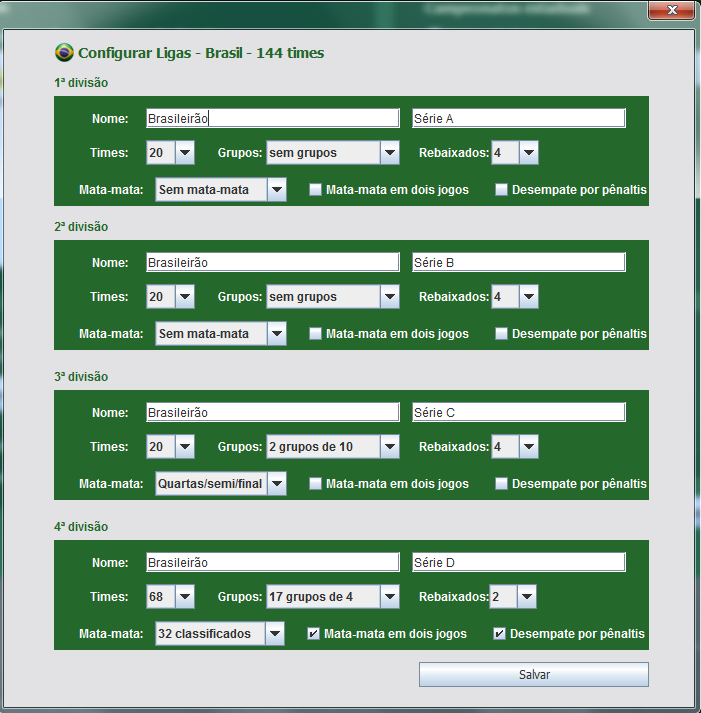 Campeonatos estaduais
Configurar Ligas - Brasil - 144 times
1ª divisão
Nome: Brasileirão Série A
Times: 20 Grupos: sem grupos Rebaixados: 4
Mata-mata: Sem mata-mata Mata-mata em dois jogos Desempate por pênaltis
2ª divisão
Nome: Brasileirão Série B
Times: 20 Grupos: sem grupos Rebaixados: 4
Mata-mata: Sem mata-mata Mata-mata em dois jogos Desempate por pênaltis
3ª divisão
Nome: Brasileirão Série C
Times: 20 Grupos: 2 grupos de 10 Rebaixados: 4
Mata-mata: Quartas/semi/final Mata-mata em dois jogos Desempate por pênaltis
4ª divisão
Nome: Brasileirão Série D
Times: 68 Grupos: 17 grupos de 4 Rebaixados: 2
Mata-mata: 32 classificados Mata-mata em dois jogos Desempate por pênaltis
Salvar